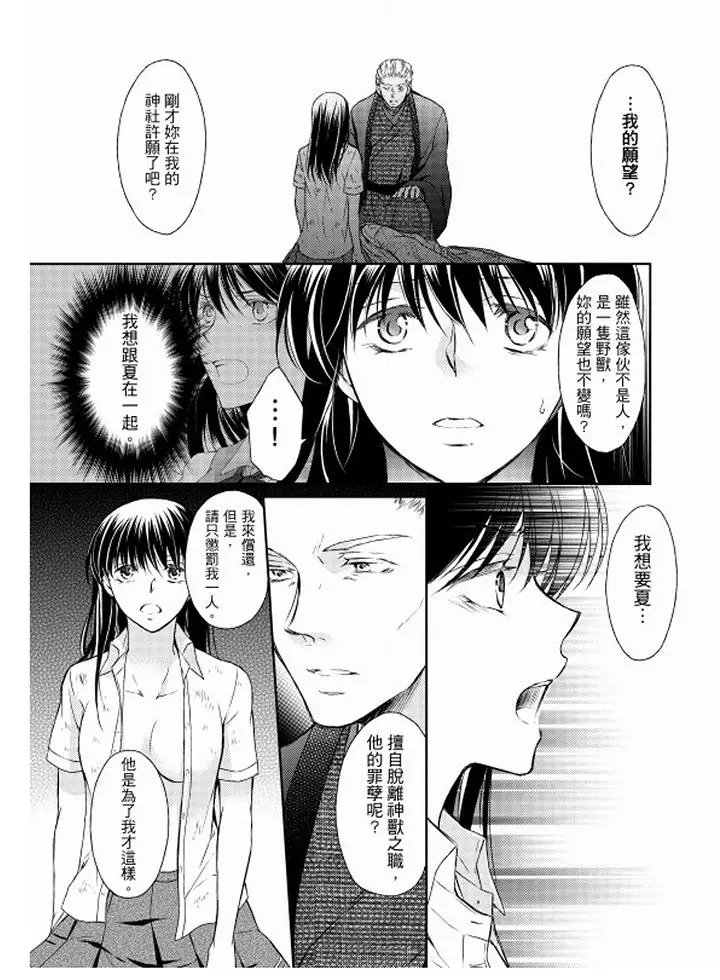 …我的願望?
剛才妳在我的
神社許願了吧?
雖然這傢伙不是人,
是一隻野獸,
妳的願望也不變嗎?
…!
我想跟夏在一起。
我想要夏…
擅自脫離神獸之職,
他的罪孽呢?
我來償還,
但是,
請只懲罰我一人。
他是為了我才這樣。